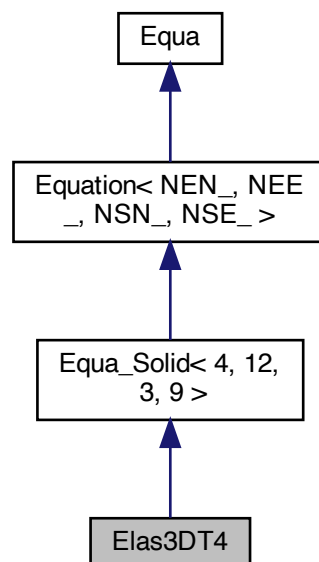 Equa
Equation< NEN_, NEE
_, NSN_, NSE_ >
Equa_Solid< 4, 12,
3, 9 >
Elas3DT4